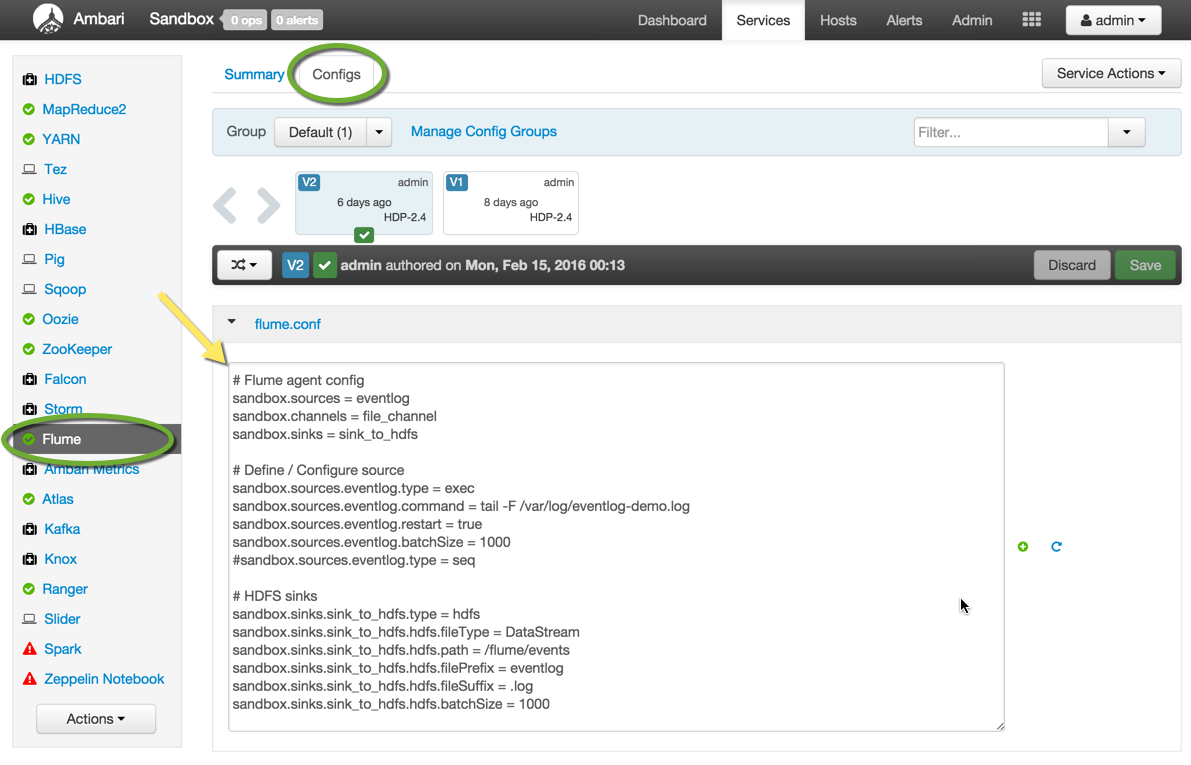 Ambari Sandbox 0 ops 0 alerts Dashboard Services Hosts Alerts Admin admin
HDFS
MapReduce2
YARN
Tez
Hive
HBase
Pig
Sqoop
Oozie
ZooKeeper
Falcon
Storm
Flume
Ambari Metrics
Atlas
Kafka
Knox
Ranger
Slider
Spark
Zeppelin Notebook
Actions
Summary Configs Service Actions
Group Default (1) Manage Config Groups Filter...
V2 admin
6 days ago
HDP-2.4
V1 admin
8 days ago
HDP-2.4
V2 admin authored on Mon, Feb 15, 2016 00:13 Discard Save
flume.conf
# Flume agent config
sandbox.sources = eventlog
sandbox.channels = file_channel
sandbox.sinks = sink_to_hdfs
# Define / Configure source
sandbox.sources.eventlog.type = exec
sandbox.sources.eventlog.command = tail -F /var/log/eventlog-demo.log
sandbox.sources.eventlog.restart = true
sandbox.sources.eventlog.batchSize = 1000
#sandbox.sources.eventlog.type = seq
# HDFS sinks
sandbox.sinks.sink_to_hdfs.type = hdfs
sandbox.sinks.sink_to_hdfs.hdfs.fileType = DataStream
sandbox.sinks.sink_to_hdfs.hdfs.path = /flume/events
sandbox.sinks.sink_to_hdfs.hdfs.filePrefix = eventlog
sandbox.sinks.sink_to_hdfs.hdfs.fileSuffix = .log
sandbox.sinks.sink_to_hdfs.hdfs.batchSize = 1000